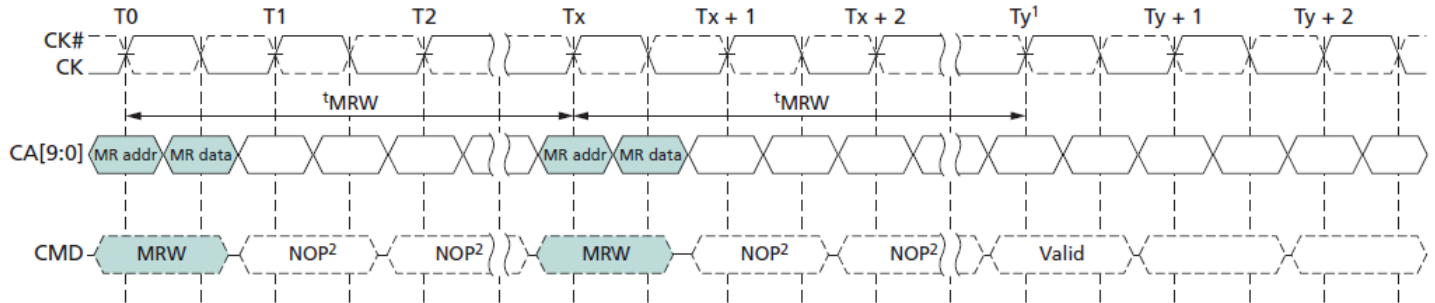 T0 T1 T2 Tx Tx + 1 Tx + 2 Ty¹ Ty + 1 Ty + 2
CK#
CK
ᵗMRW ᵗMRW
CA[9:0] MR addr MR data MR addr MR data
CMD MRW NOP² NOP² MRW NOP² NOP² Valid